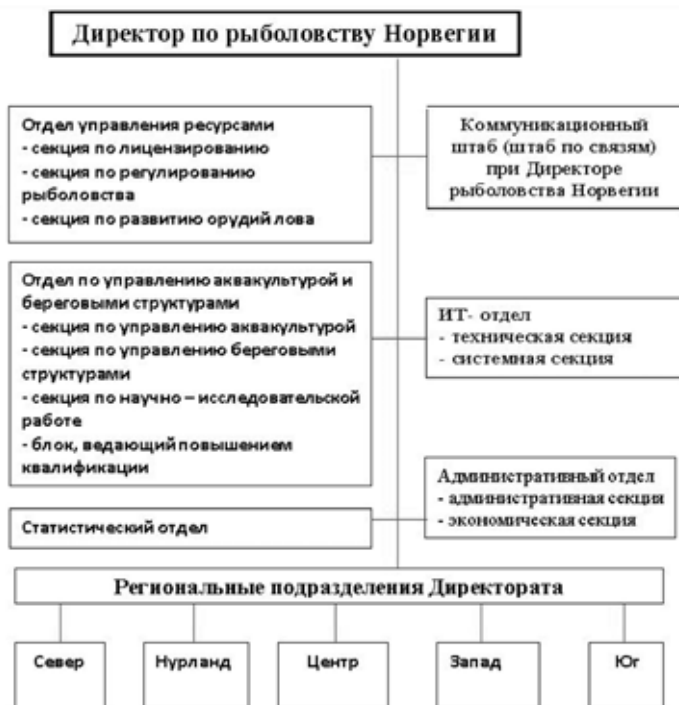 Директор по рыболовству Норвегии
Отдел управления ресурсами
- секция по лицензированию
- секция по регулированию
рыболовства
- секция по развитию орудий лова
Коммуникационный
штаб (штаб по связям)
при Директоре
рыболовства Норвегии
Отдел по управлению аквакультурой и
береговыми структурами
- секция по управлению аквакультурой
- секция по управлению береговыми
структурами
- секция по научно – исследовательской
работе
- блок, ведающий повышением
квалификации
ИТ- отдел
- техническая секция
- системная секция
Административный отдел
- административная секция
- экономическая секция
Статистический отдел
Региональные подразделения Директората
Север
Нурланд
Центр
Запад
Юг